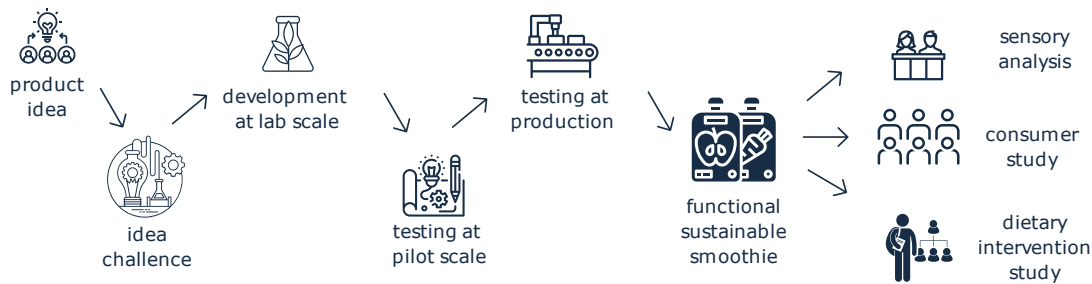 product
idea
idea
challence
development
at lab scale
testing at
pilot scale
testing at
production
functional
sustainable
smoothie
sensory
analysis
consumer
study
dietary
intervention
study